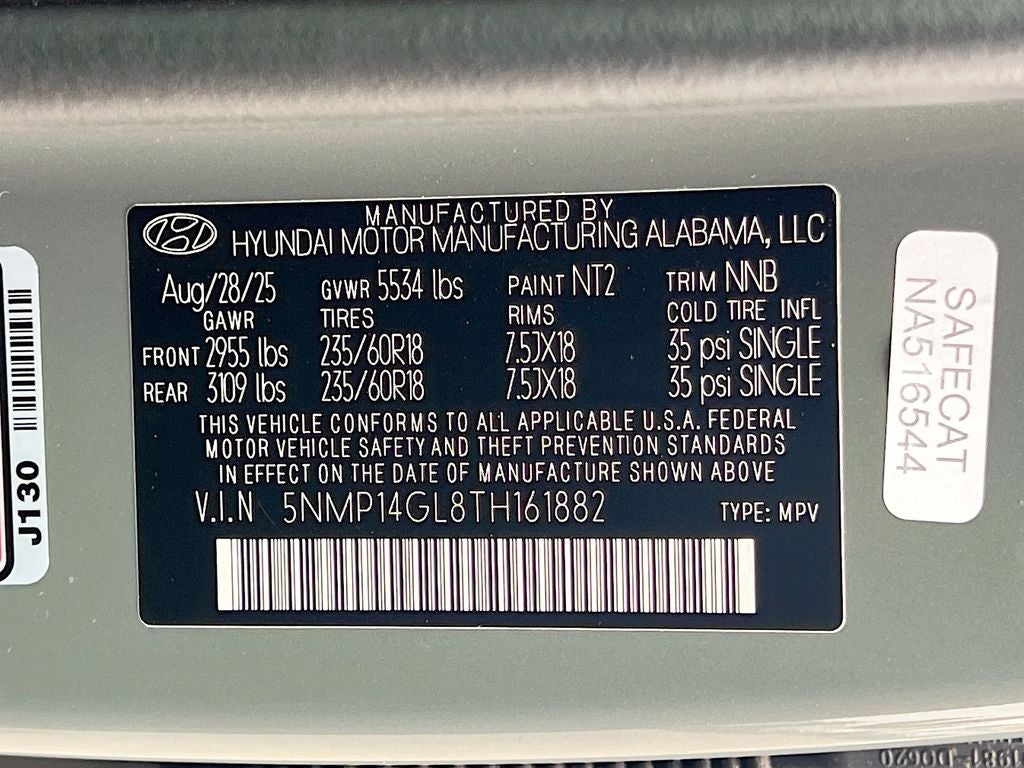 MANUFACTURED BY
HYUNDAI MOTOR MANUFACTURING ALABAMA, LLC
Aug/28/25 GVWR 5534 lbs PAINT NT2 TRIM NNB
GAWR TIRES RIMS COLD TIRE INFL
FRONT 2955 lbs 235/60R18 7.5JX18 35 psi SINGLE
REAR 3109 lbs 235/60R18 7.5JX18 35 psi SINGLE
THIS VEHICLE CONFORMS TO ALL APPLICABLE U.S.A. FEDERAL
MOTOR VEHICLE SAFETY AND THEFT PREVENTION STANDARDS
IN EFFECT ON THE DATE OF MANUFACTURE SHOWN ABOVE
V.I.N 5NMP14GL8TH161882 TYPE: MPV
J130
SAFECAT
NA516544